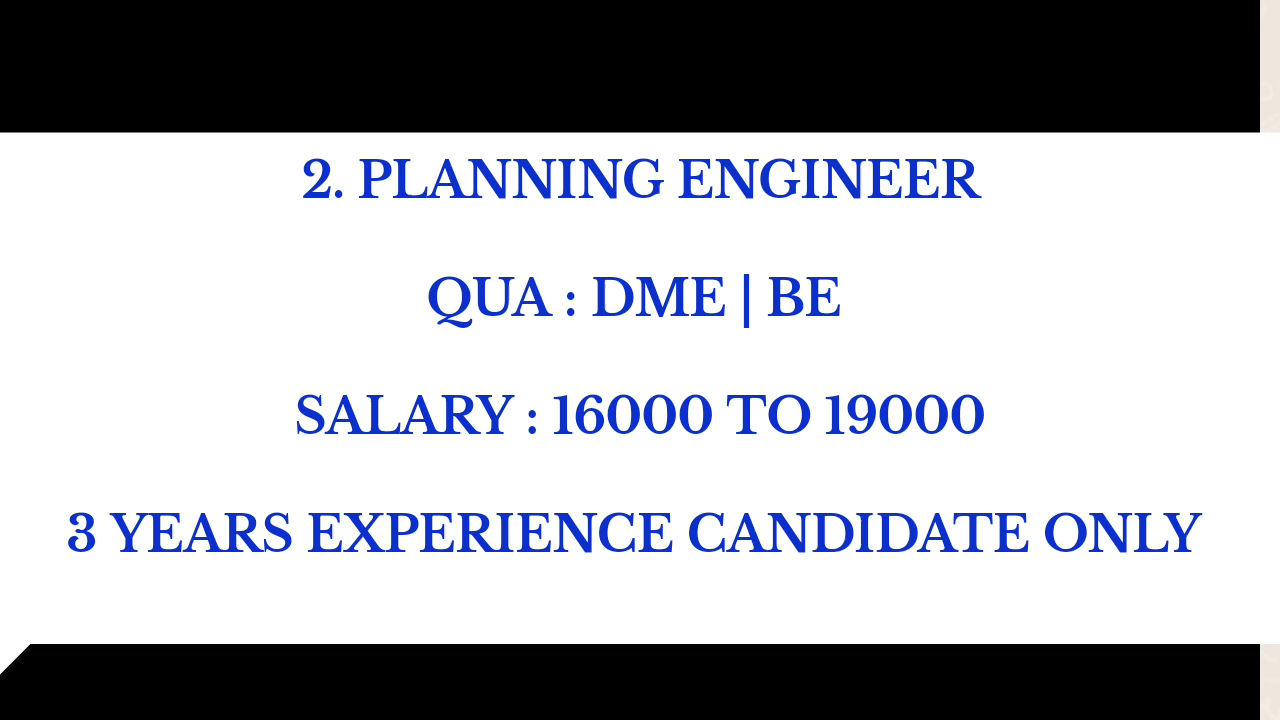 2. PLANNING ENGINEER
QUA : DME | BE
SALARY : 16000 TO 19000
3 YEARS EXPERIENCE CANDIDATE ONLY